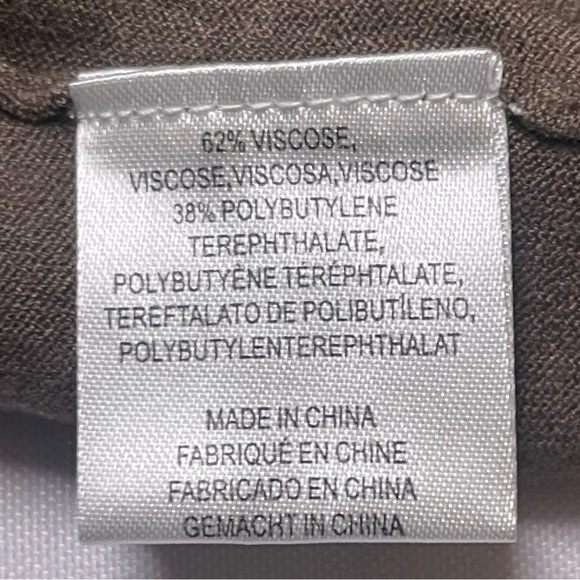 62% VISCOSE,
VISCOSE,VISCOSA,VISCOSE
38% POLYBUTYLENE
TEREPHTHALATE,
POLYBUTYĒNE TÉRÉPHTALATE,
TEREFTALATO DE POLIBUTÍLENO,
POLYBUTYLENTEREPHTHALAT
MADE IN CHINA
FABRIQUÉ EN CHINE
FABRICADO EN CHINA
GEMACHT IN CHINA